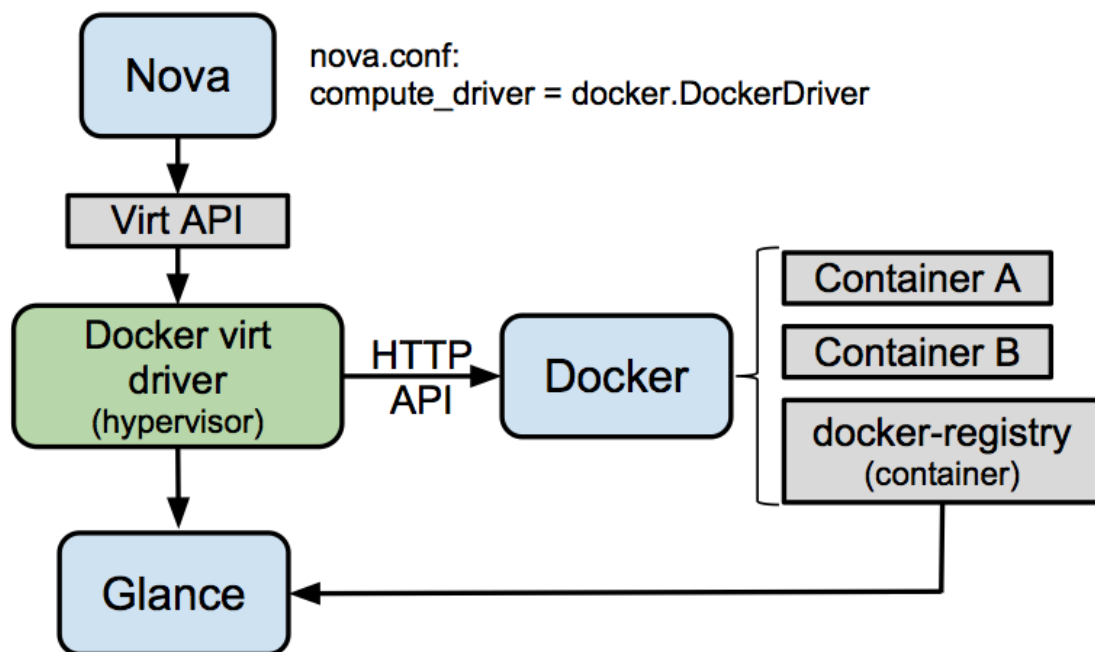 Nova
nova.conf:
compute_driver = docker.DockerDriver
Virt API
Docker virt
driver
(hypervisor)
HTTP
API
Docker
Container A
Container B
docker-registry
(container)
Glance